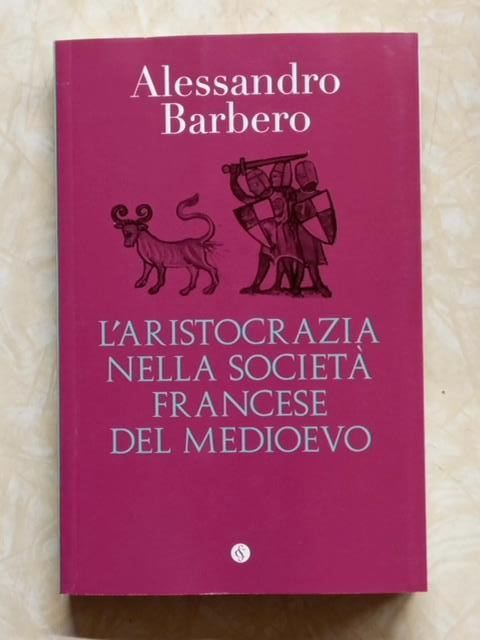 Alessandro
Barbero
L'ARISTOCRAZIA
NELLA SOCIETÀ
FRANCESE
DEL MEDIOEVO